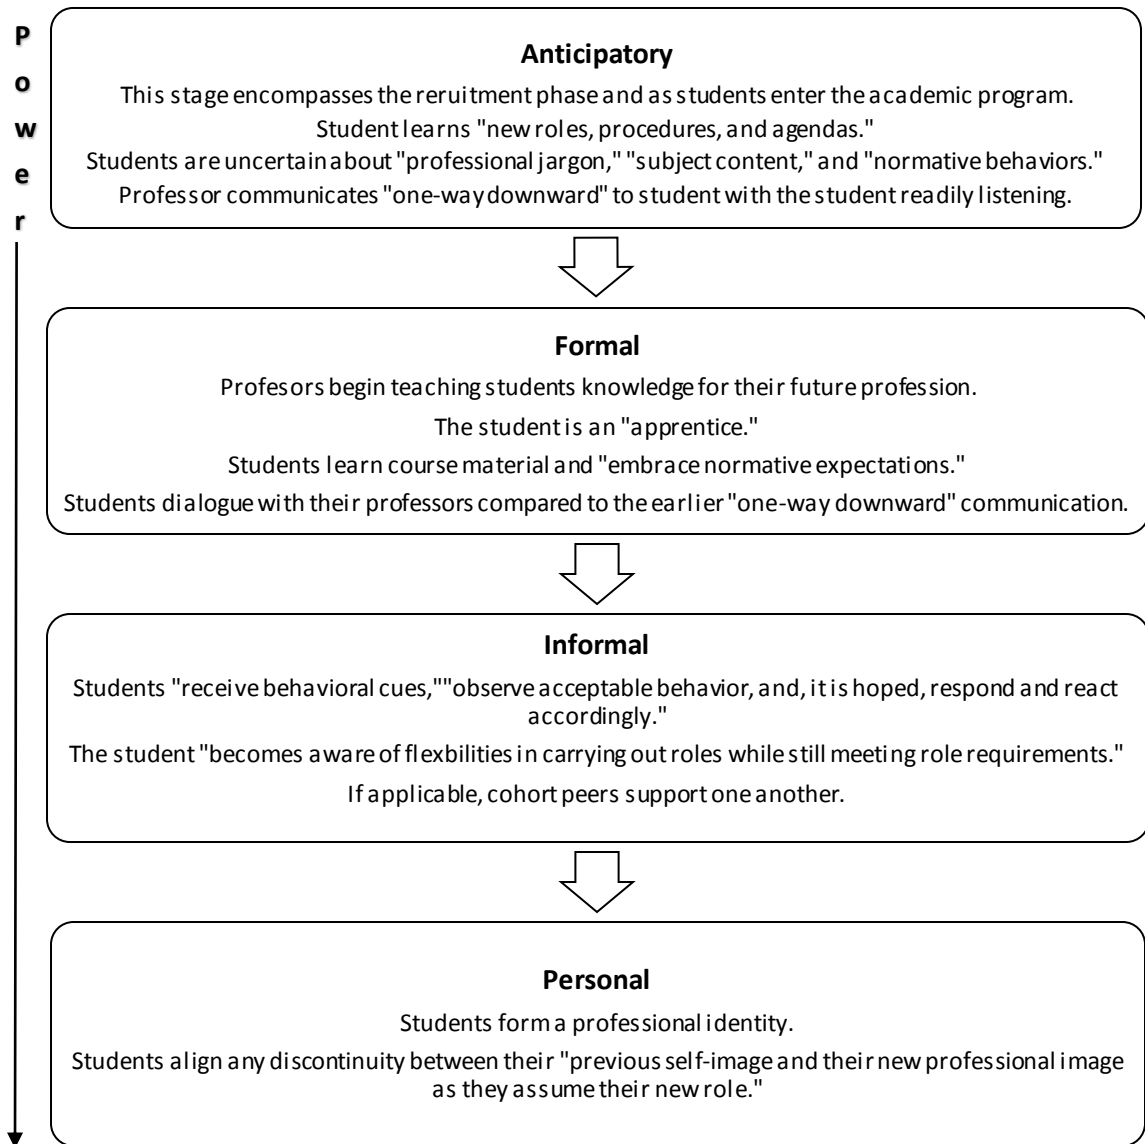 Power
Anticipatory
This stage encompasses the reruitment phase and as students enter the academic program.
Student learns "new roles, procedures, and agendas."
Students are uncertain about "professional jargon," "subject content," and "normative behaviors."
Professor communicates "one-way downward" to student with the student readily listening.
Formal
Profesors begin teaching students knowledge for their future profession.
The student is an "apprentice."
Students learn course material and "embrace normative expectations."
Students dialogue with their professors compared to the earlier "one-way downward" communication.
Informal
Students "receive behavioral cues,""observe acceptable behavior, and, it is hoped, respond and react
accordingly."
The student "becomes aware of flexbilities in carrying out roles while still meeting role requirements."
If applicable, cohort peers support one another.
Personal
Students form a professional identity.
Students align any discontinuity between their "previous self-image and their new professional image
as they assume their new role."